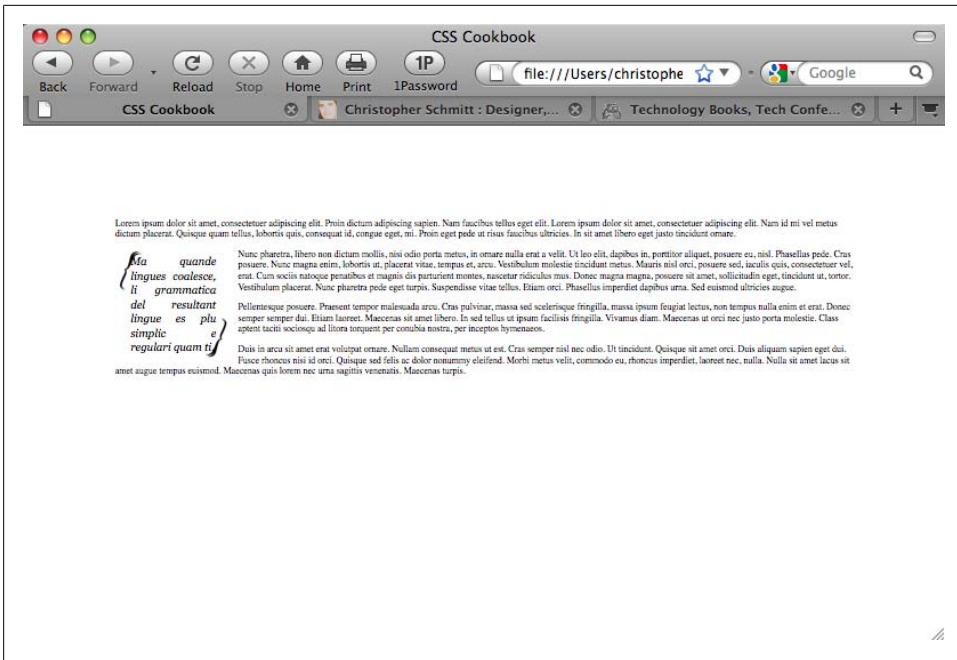 CSS Cookbook
Back Forward Reload Stop Home Print 1Password
1P
file:///Users/christophe
Google
CSS Cookbook
Christopher Schmitt : Designer,...
Technology Books, Tech Confe...
Lorem ipsum dolor sit amet, consectetuer adipiscing elit. Proin dictum adipiscing sapien. Nam faucibus tellus eget elit. Lorem ipsum dolor sit amet, consectetuer adipiscing elit. Nam id mi vel metus
dictum placerat. Quisque quam tellus, lobortis quis, consequat id, congue eget, mi. Proin eget pede ut risus faucibus ultricies. In sit amet libero eget justo tincidunt ornare.
Ma quande
lingues coalesce,
li grammatica
del resultant
lingue es plu
simplic e
regulari quam ti
Nunc pharetra, libero non dictum mollis, nisi odio porta metus, in ornare nulla erat a velit. Ut leo elit, dapibus in, porttitor aliquet, posuere eu, nisl. Phasellus pede. Cras
posuere. Nunc magna enim, lobortis ut, placerat vitae, tempus et, arcu. Vestibulum molestie tincidunt metus. Mauris nisl orci, posuere sed, iaculis quis, consectetuer vel,
erat. Cum sociis natoque penatibus et magnis dis parturient montes, nascetur ridiculus mus. Donec magna magna, posuere sit amet, sollicitudin eget, tincidunt ut, tortor.
Vestibulum placerat. Nunc pharetra pede eget turpis. Suspendisse vitae tellus. Etiam orci. Phasellus imperdiet dapibus urna. Sed euismod ultricies augue.
Pellentesque posuere. Praesent tempor malesuada arcu. Cras pulvinar, massa sed scelerisque fringilla, massa ipsum feugiat lectus, non tempus nulla enim et erat. Donec
semper semper dui. Etiam laoreet. Maecenas sit amet libero. In sed tellus ut ipsum facilisis fringilla. Vivamus diam. Maecenas ut orci nec justo porta molestie. Class
aptent taciti sociosqu ad litora torquent per conubia nostra, per inceptos hymenaeos.
Duis in arcu sit amet erat volutpat ornare. Nullam consequat metus ut est. Cras semper nisl nec odio. Ut tincidunt. Quisque sit amet orci. Duis aliquam sapien eget dui.
Fusce rhoncus nisi id orci. Quisque sed felis ac dolor nonummy eleifend. Morbi metus velit, commodo eu, rhoncus imperdiet, laoreet nec, nulla. Nulla sit amet lacus sit
amet augue tempus euismod. Maecenas quis lorem nec urna sagittis venenatis. Maecenas turpis.